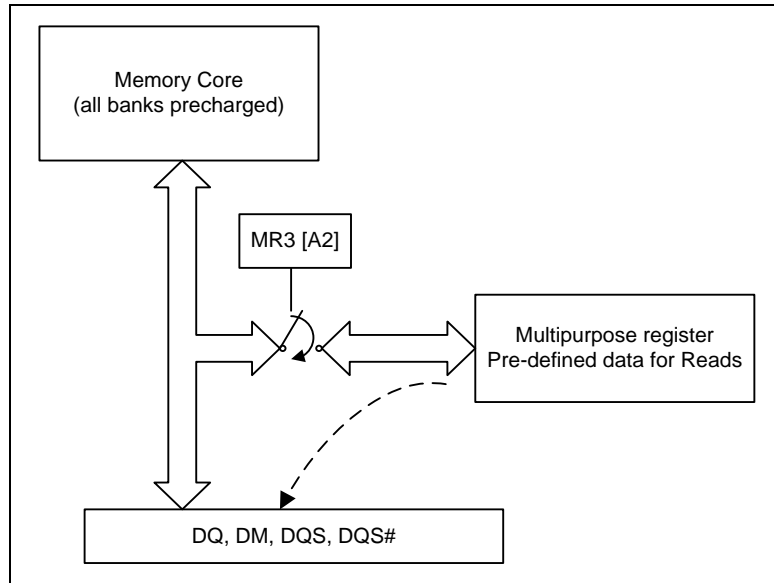 Memory Core
(all banks precharged)
MR3 [A2]
Multipurpose register
Pre-defined data for Reads
DQ, DM, DQS, DQS#